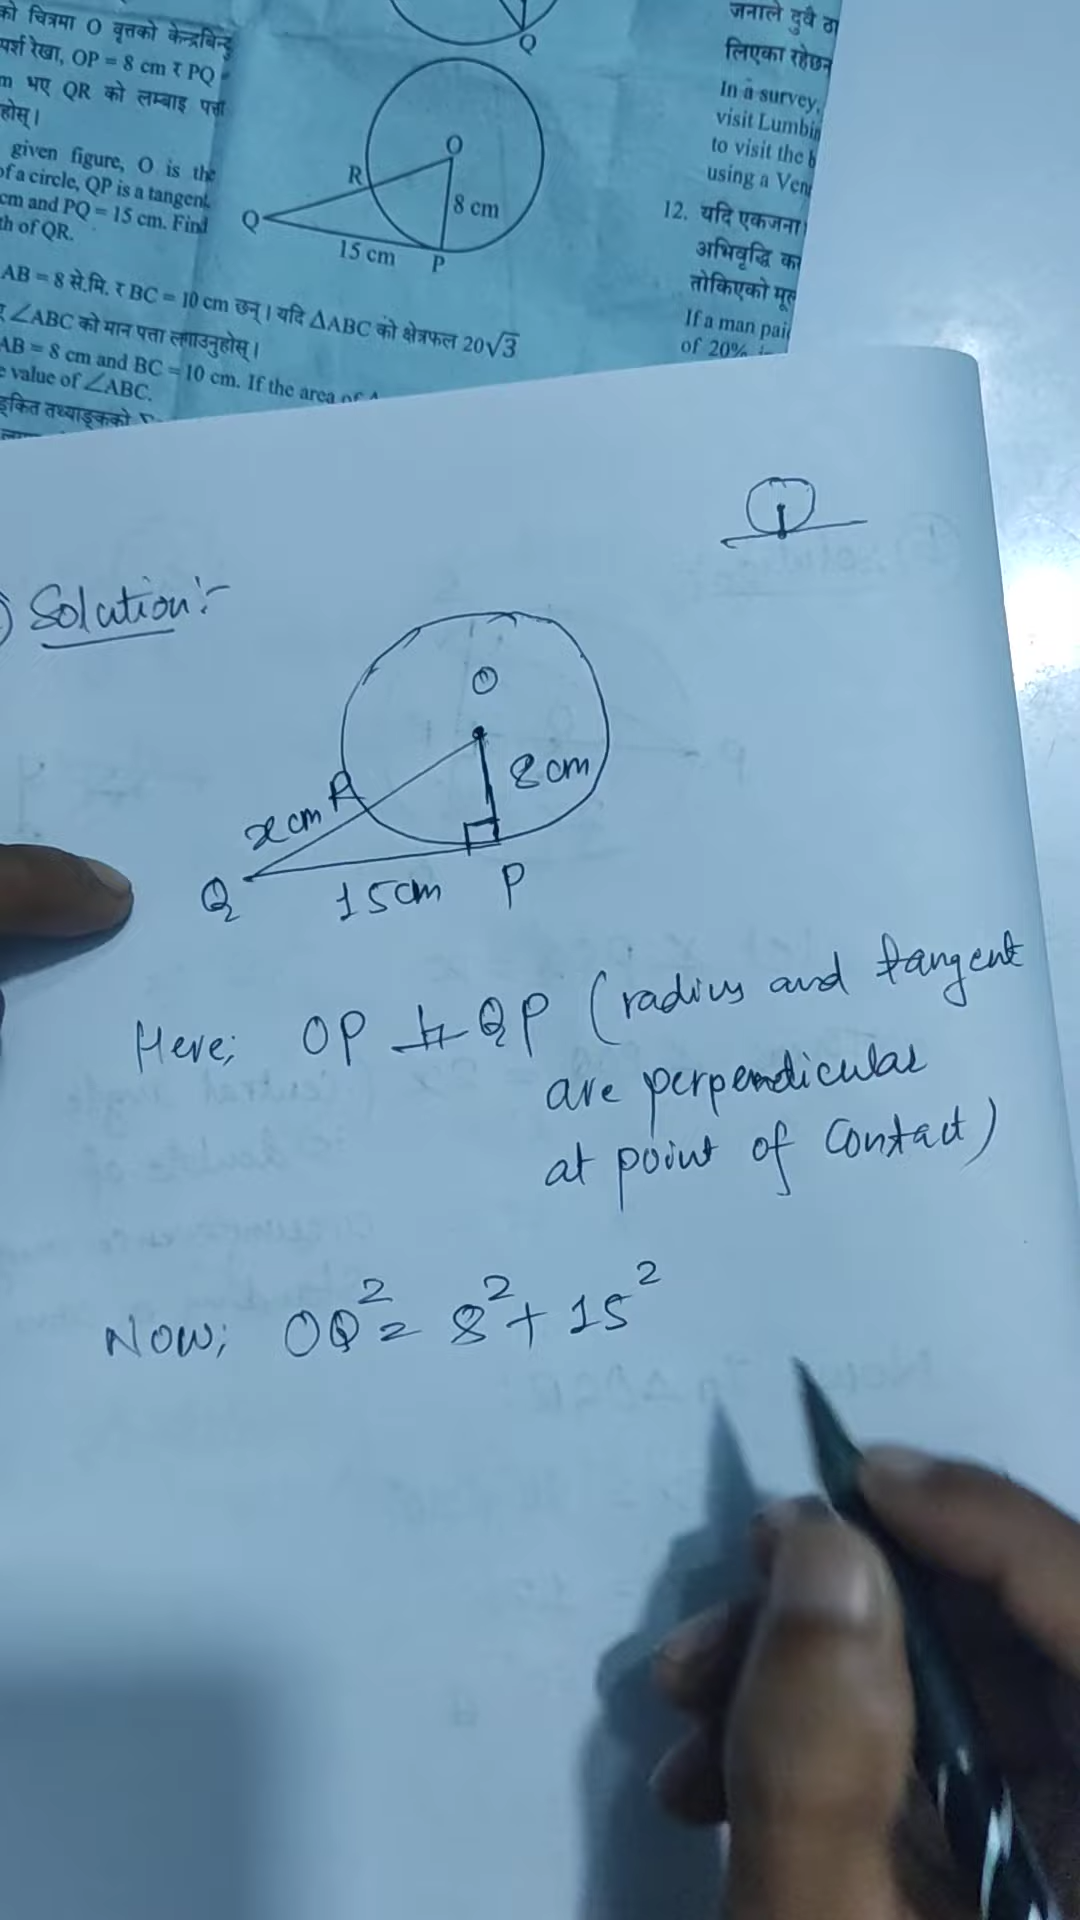 को चित्रमा O वृत्तको केन्द्रबिन्दु
पर्श रेखा, OP = 8 cm र PQ =
m भए QR को लम्बाइ पत्ता
होस्।
given figure, O is the
of a circle, QP is a tangent
cm and PQ = 15 cm. Find
th of QR.
Q
O
R
8 cm
Q
15 cm
P
AB = 8 से.मि. र BC = 10 cm छन्। यदि ΔABC को क्षेत्रफल 20√3
∠ABC को मान पत्ता लगाउनुहोस्।
AB = 8 cm and BC = 10 cm. If the area of
e value of ∠ABC.
ङ्कित तथ्याङ्कको
जनाले दुवै ठा
लिएका रहेछन
In a survey,
visit Lumbin
to visit the b
using a Ven
12. यदि एकजना
अभिवृद्धि कर
तोकिएको मूल
If a man paid
of 20%
Solution:-
O
8 cm
R
x cm
Q
15 cm
P
Here; OP ⊥ QP (radius and tangent
are perpendicular
at point of contact)
Now; OQ² = 8² + 15²